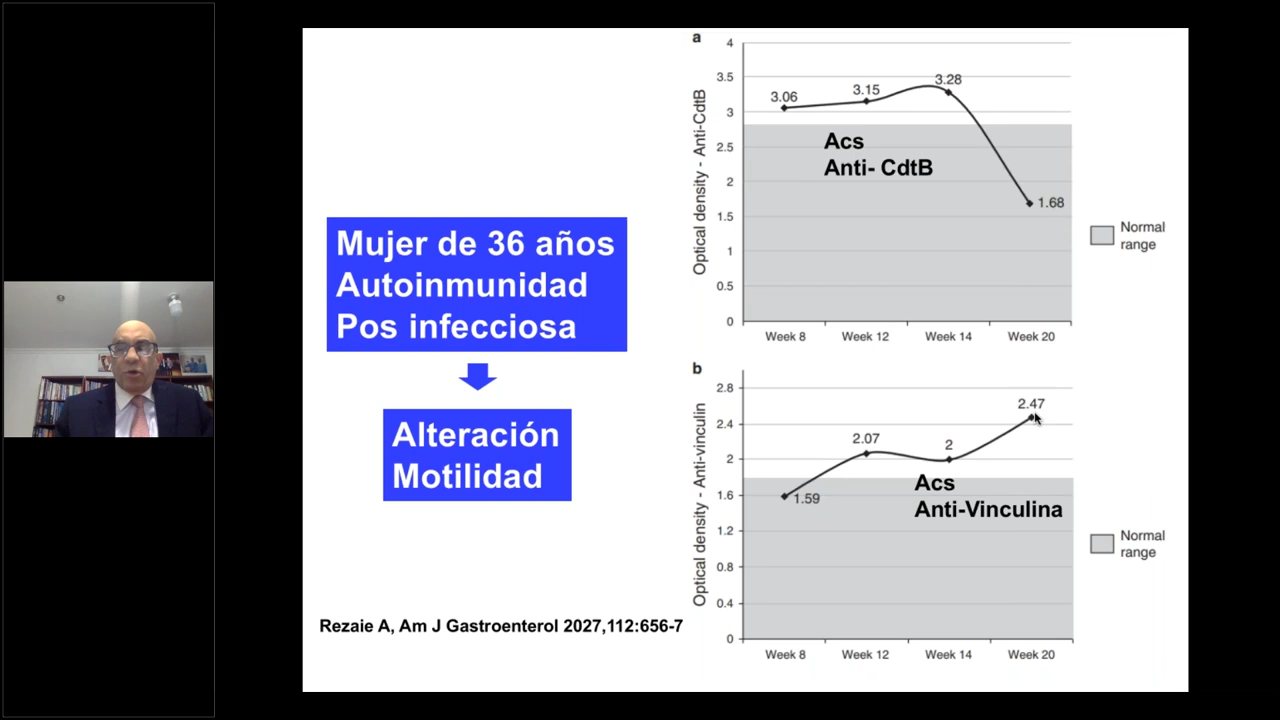 Mujer de 36 años
Autoinmunidad
Pos infecciosa
Alteración
Motilidad
Rezaie A, Am J Gastroenterol 2027,112:656-7
a
Optical density - Anti-CdtB
4
3.5
3
2.5
2
1.5
1
0.5
0
3.06
3.15
3.28
1.68
Acs
Anti- CdtB
Week 8
Week 12
Week 14
Week 20
Normal
range
b
Optical density - Anti-vinculin
2.8
2.4
2
1.6
1.2
0.8
0.4
0
1.59
2.07
2
2.47
Acs
Anti-Vinculina
Week 8
Week 12
Week 14
Week 20
Normal
range